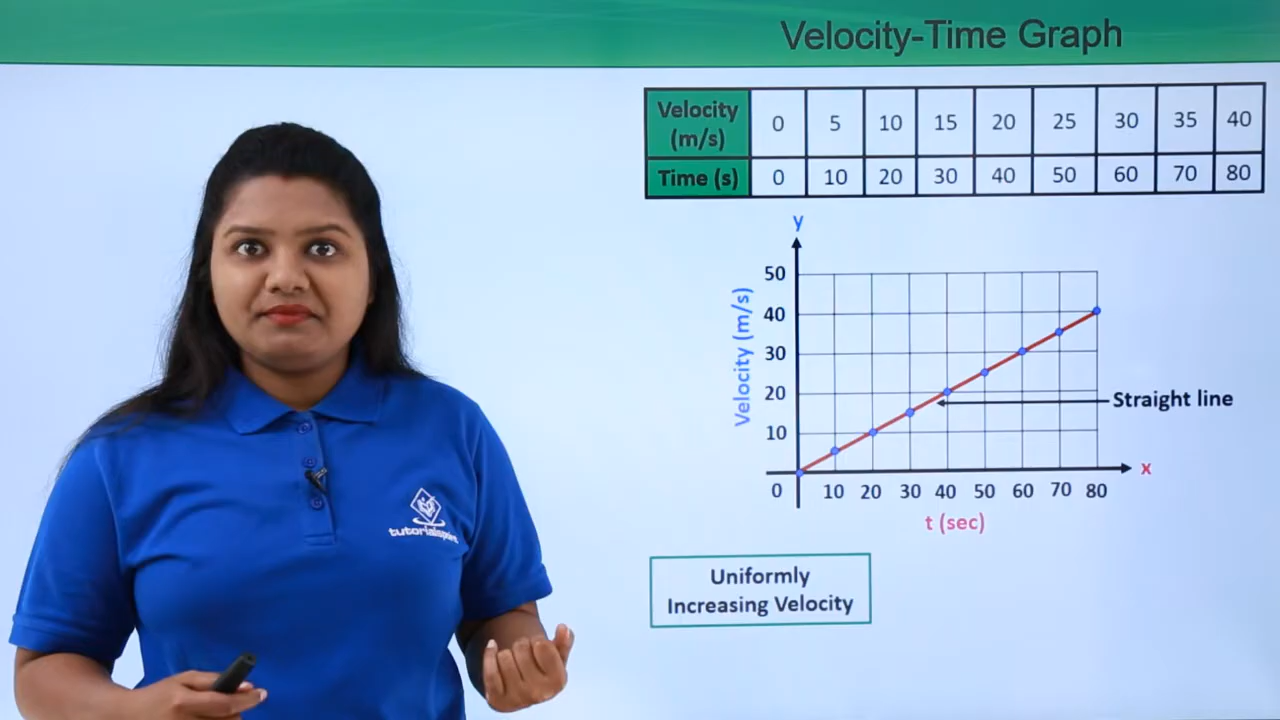 Velocity-Time Graph
Velocity (m/s) 0 5 10 15 20 25 30 35 40
Time (s) 0 10 20 30 40 50 60 70 80
y
50
40
30
20
10
0
Velocity (m/s)
Straight line
x
10 20 30 40 50 60 70 80
t (sec)
Uniformly
Increasing Velocity
tutorialspoint